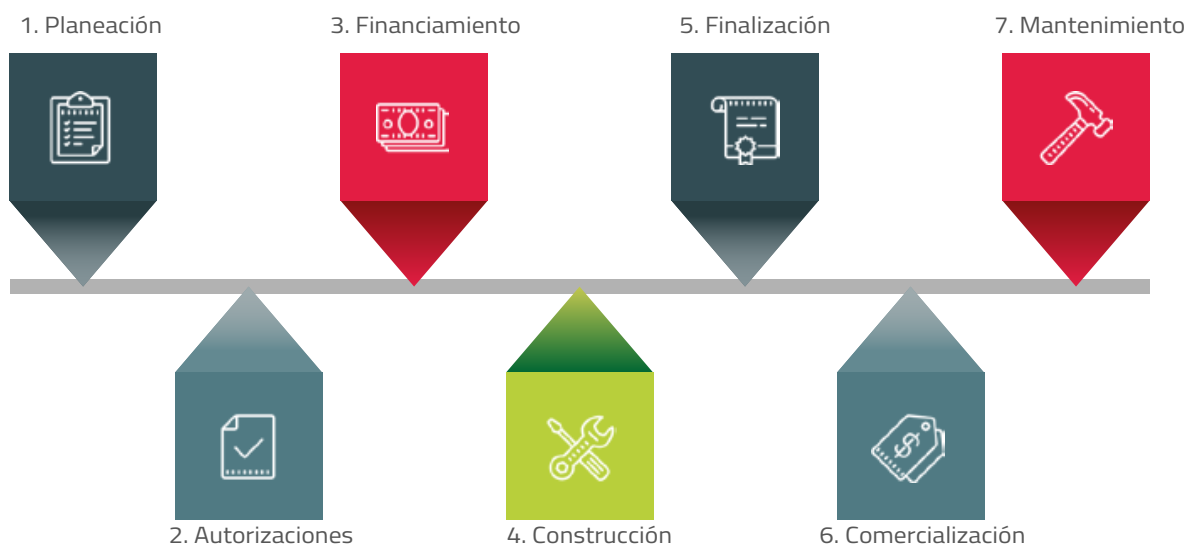 1. Planeación
3. Financiamiento
5. Finalización
7. Mantenimiento
2. Autorizaciones
4. Construcción
6. Comercialización